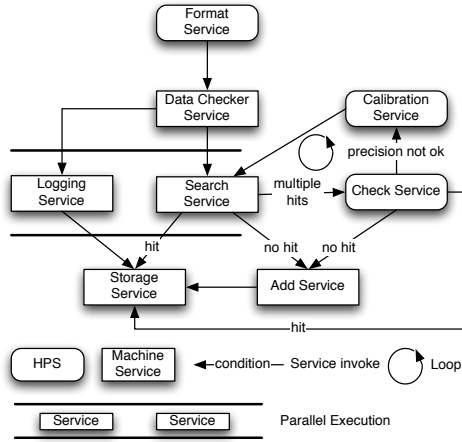 Format
Service
Data Checker
Service
Calibration
Service
precision not ok
Logging
Service
Search
Service
multiple
hits
Check Service
hit
no hit
no hit
Storage
Service
Add Service
hit
HPS
Machine
Service
condition
Service invoke
Loop
Service
Service
Parallel Execution